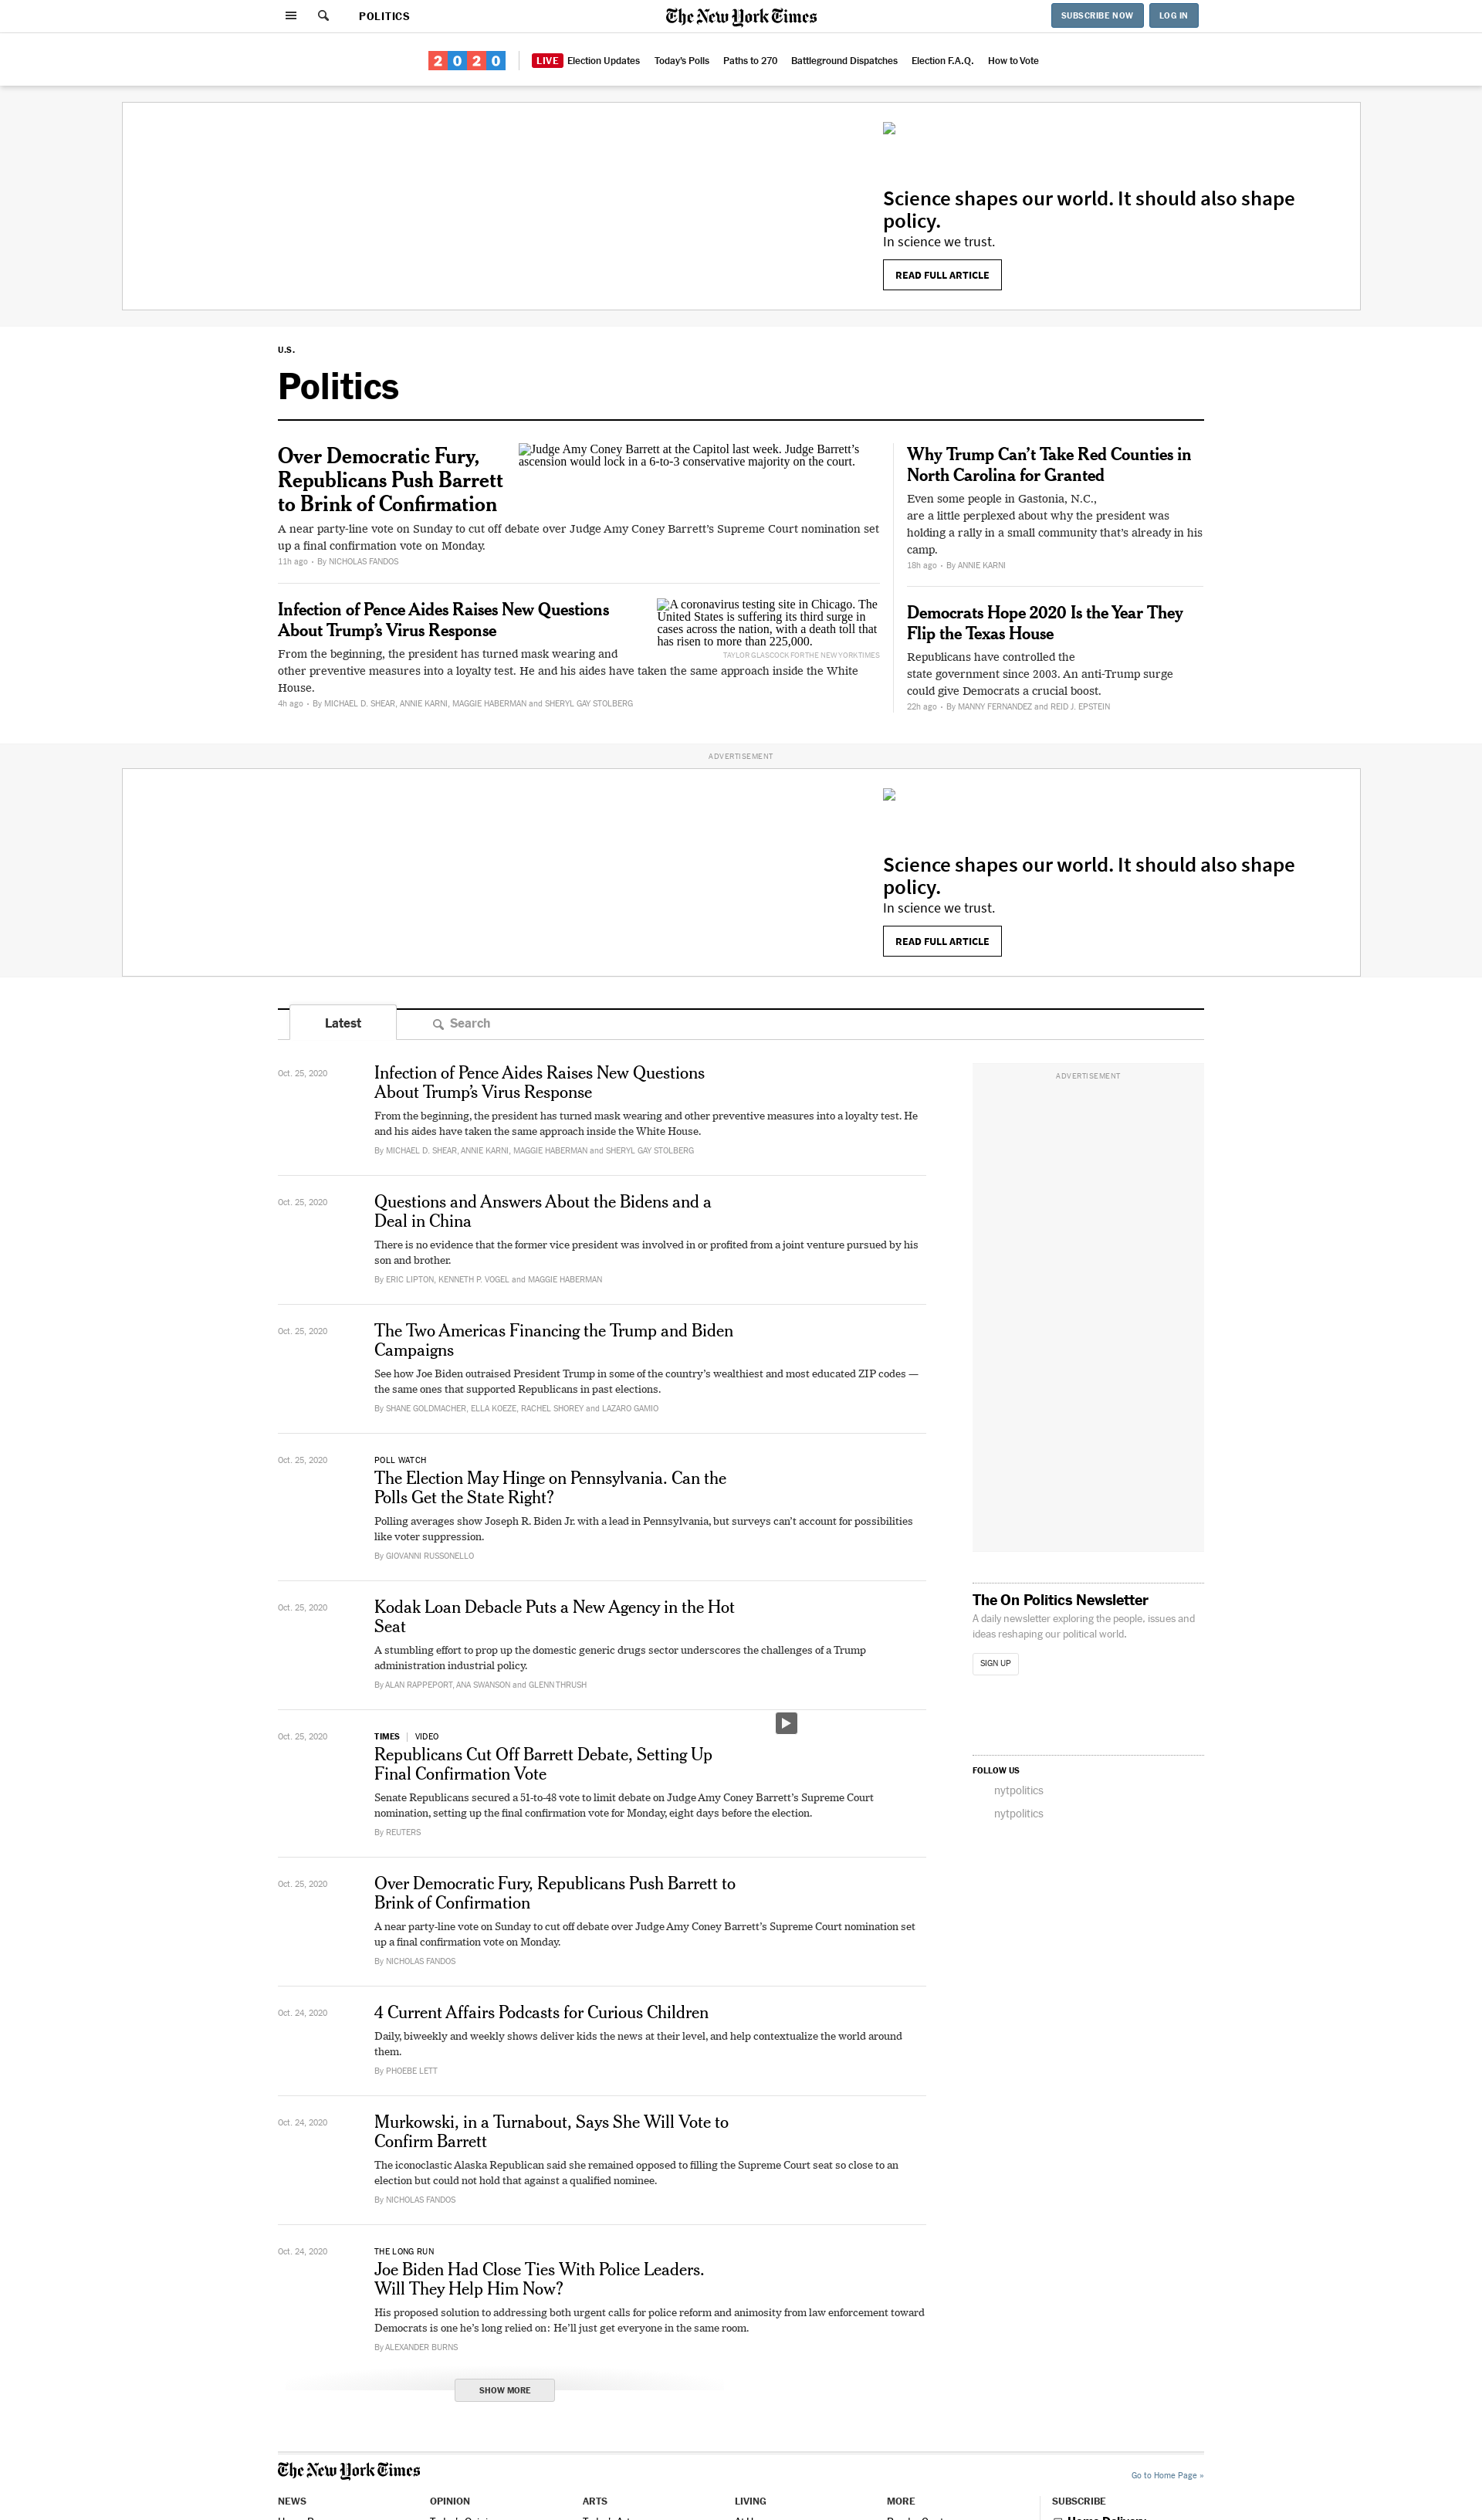 POLITICS
The New York Times
SUBSCRIBE NOW
LOG IN
2020
LIVE Election Updates
Today's Polls
Paths to 270
Battleground Dispatches
Election F.A.Q.
How to Vote
Science shapes our world. It should also shape
policy.
In science we trust.
READ FULL ARTICLE
U.S.
Politics
Over Democratic Fury,
Republicans Push Barrett
to Brink of Confirmation
Judge Amy Coney Barrett at the Capitol last week. Judge Barrett’s
ascension would lock in a 6-to-3 conservative majority on the court.
A near party-line vote on Sunday to cut off debate over Judge Amy Coney Barrett’s Supreme Court nomination set
up a final confirmation vote on Monday.
11h ago • By NICHOLAS FANDOS
Infection of Pence Aides Raises New Questions
About Trump’s Virus Response
A coronavirus testing site in Chicago. The
United States is suffering its third surge in
cases across the nation, with a death toll that
has risen to more than 225,000.
TAYLOR GLASCOCK FOR THE NEW YORK TIMES
From the beginning, the president has turned mask wearing and
other preventive measures into a loyalty test. He and his aides have taken the same approach inside the White
House.
4h ago • By MICHAEL D. SHEAR, ANNIE KARNI, MAGGIE HABERMAN and SHERYL GAY STOLBERG
Why Trump Can’t Take Red Counties in
North Carolina for Granted
Even some people in Gastonia, N.C.,
are a little perplexed about why the president was
holding a rally in a small community that’s already in his
camp.
18h ago • By ANNIE KARNI
Democrats Hope 2020 Is the Year They
Flip the Texas House
Republicans have controlled the
state government since 2003. An anti-Trump surge
could give Democrats a crucial boost.
22h ago • By MANNY FERNANDEZ and REID J. EPSTEIN
ADVERTISEMENT
Science shapes our world. It should also shape
policy.
In science we trust.
READ FULL ARTICLE
Latest
Search
Oct. 25, 2020
Infection of Pence Aides Raises New Questions
About Trump’s Virus Response
From the beginning, the president has turned mask wearing and other preventive measures into a loyalty test. He
and his aides have taken the same approach inside the White House.
By MICHAEL D. SHEAR, ANNIE KARNI, MAGGIE HABERMAN and SHERYL GAY STOLBERG
Oct. 25, 2020
Questions and Answers About the Bidens and a
Deal in China
There is no evidence that the former vice president was involved in or profited from a joint venture pursued by his
son and brother.
By ERIC LIPTON, KENNETH P. VOGEL and MAGGIE HABERMAN
Oct. 25, 2020
The Two Americas Financing the Trump and Biden
Campaigns
See how Joe Biden outraised President Trump in some of the country’s wealthiest and most educated ZIP codes —
the same ones that supported Republicans in past elections.
By SHANE GOLDMACHER, ELLA KOEZE, RACHEL SHOREY and LAZARO GAMIO
Oct. 25, 2020
POLL WATCH
The Election May Hinge on Pennsylvania. Can the
Polls Get the State Right?
Polling averages show Joseph R. Biden Jr. with a lead in Pennsylvania, but surveys can’t account for possibilities
like voter suppression.
By GIOVANNI RUSSONELLO
Oct. 25, 2020
Kodak Loan Debacle Puts a New Agency in the Hot
Seat
A stumbling effort to prop up the domestic generic drugs sector underscores the challenges of a Trump
administration industrial policy.
By ALAN RAPPEPORT, ANA SWANSON and GLENN THRUSH
Oct. 25, 2020
TIMES | VIDEO
Republicans Cut Off Barrett Debate, Setting Up
Final Confirmation Vote
Senate Republicans secured a 51-to-48 vote to limit debate on Judge Amy Coney Barrett’s Supreme Court
nomination, setting up the final confirmation vote for Monday, eight days before the election.
By REUTERS
Oct. 25, 2020
Over Democratic Fury, Republicans Push Barrett to
Brink of Confirmation
A near party-line vote on Sunday to cut off debate over Judge Amy Coney Barrett’s Supreme Court nomination set
up a final confirmation vote on Monday.
By NICHOLAS FANDOS
Oct. 24, 2020
4 Current Affairs Podcasts for Curious Children
Daily, biweekly and weekly shows deliver kids the news at their level, and help contextualize the world around
them.
By PHOEBE LETT
Oct. 24, 2020
Murkowski, in a Turnabout, Says She Will Vote to
Confirm Barrett
The iconoclastic Alaska Republican said she remained opposed to filling the Supreme Court seat so close to an
election but could not hold that against a qualified nominee.
By NICHOLAS FANDOS
Oct. 24, 2020
THE LONG RUN
Joe Biden Had Close Ties With Police Leaders.
Will They Help Him Now?
His proposed solution to addressing both urgent calls for police reform and animosity from law enforcement toward
Democrats is one he’s long relied on: He’ll just get everyone in the same room.
By ALEXANDER BURNS
SHOW MORE
ADVERTISEMENT
The On Politics Newsletter
A daily newsletter exploring the people, issues and
ideas reshaping our political world.
SIGN UP
FOLLOW US
nytpolitics
nytpolitics
The New York Times
Go to Home Page »
NEWS
OPINION
ARTS
LIVING
MORE
SUBSCRIBE